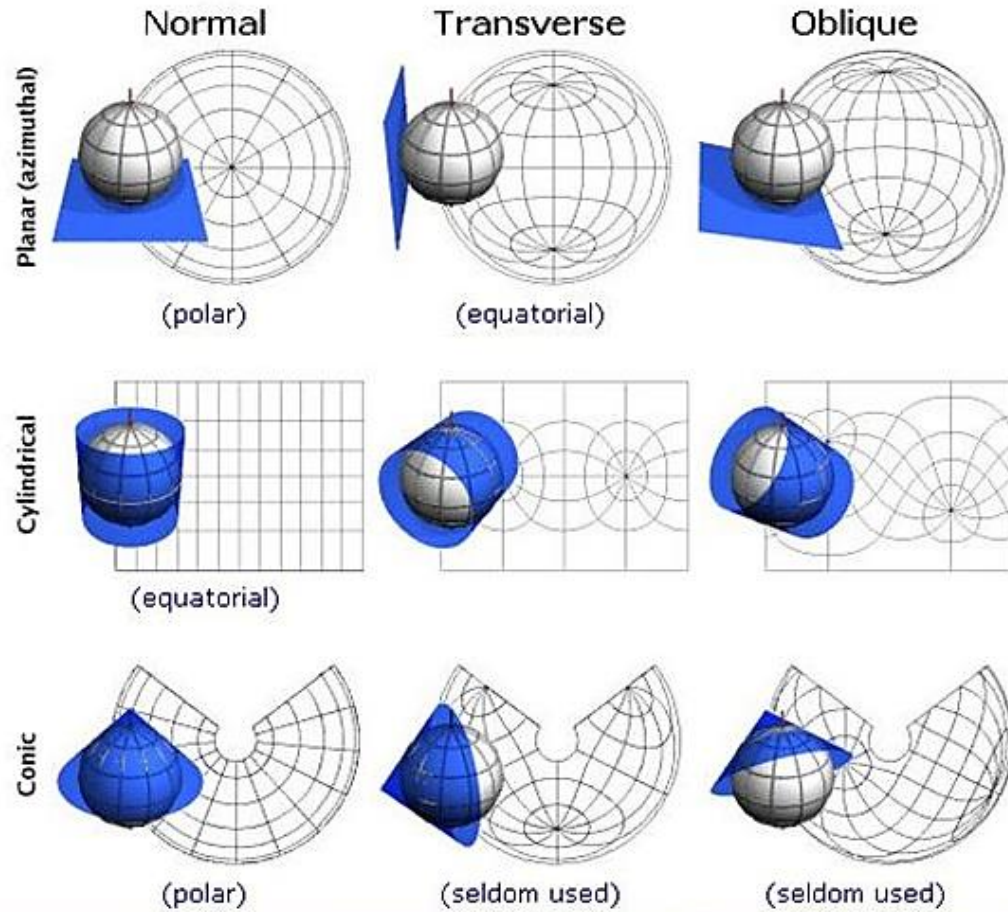 Normal
Transverse
Oblique
Planar (azimuthal)
(polar)
(equatorial)
Cylindrical
(equatorial)
Conic
(polar)
(seldom used)
(seldom used)